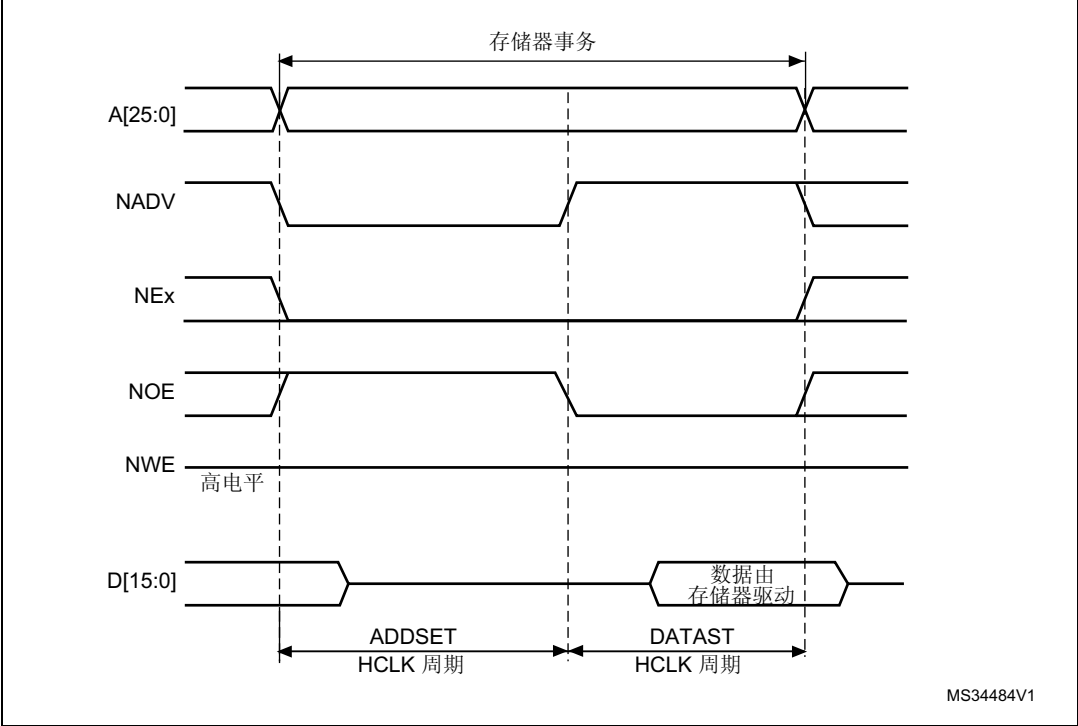 存储器事务
A[25:0]
NADV
NEx
NOE
NWE
高电平
D[15:0]
数据由
存储器驱动
ADDSET
HCLK 周期
DATAST
HCLK 周期
MS34484V1